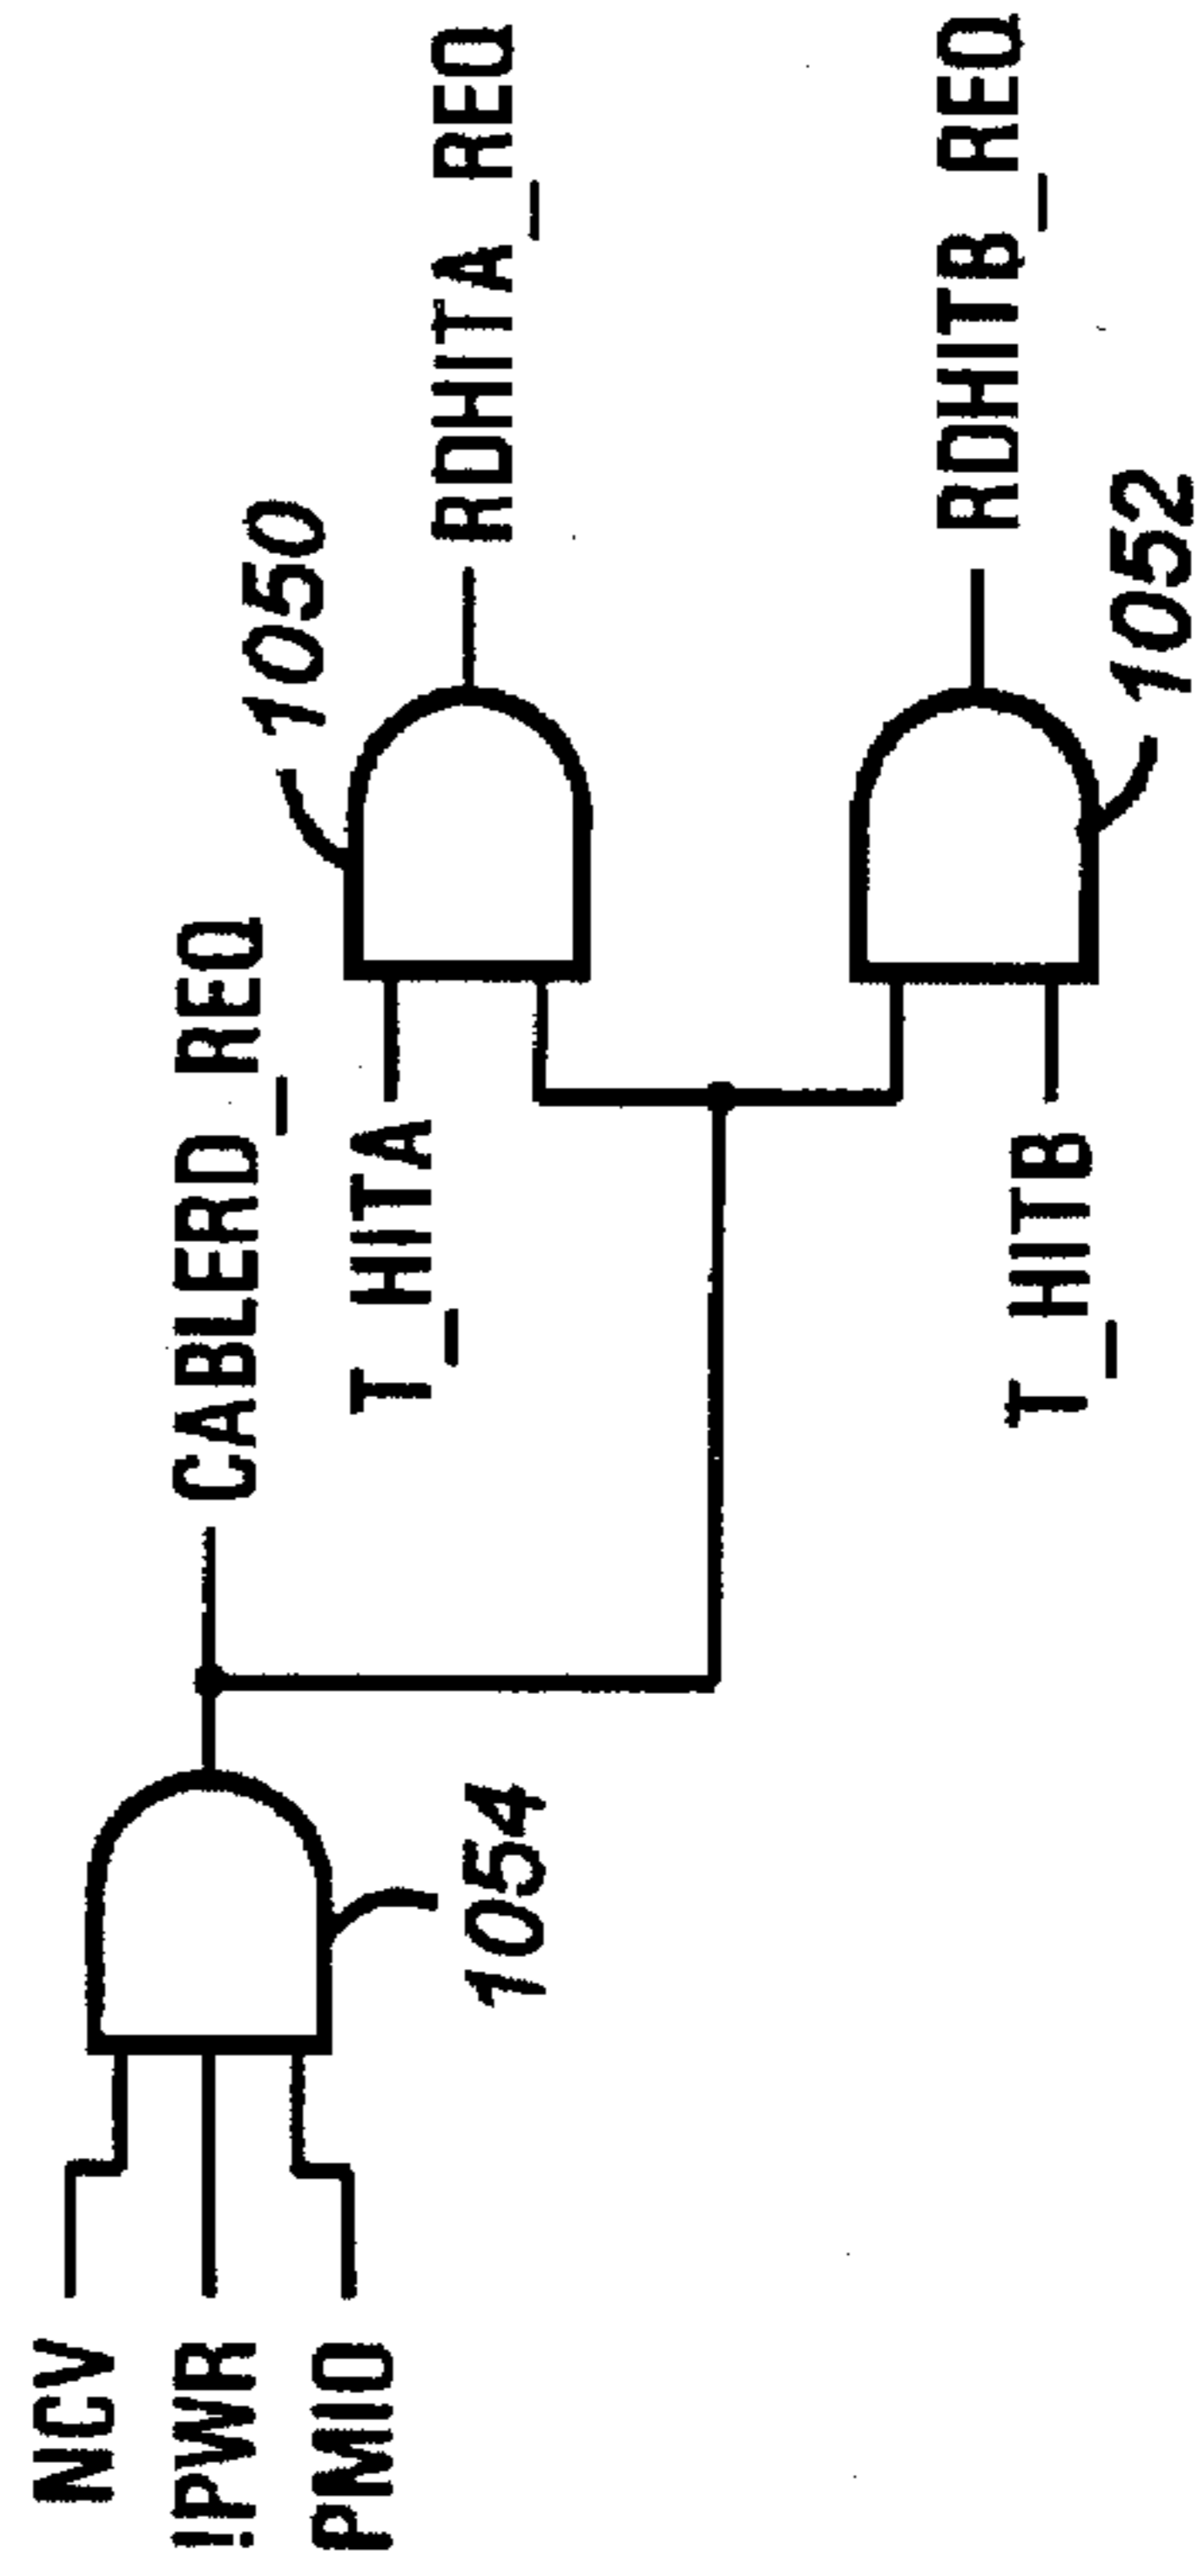 NCV
!PWR
PMIO
1054
CABLERD_REQ
T_HITA
1050
RDHITA_REQ
T_HITB
1052
RDHITB_REQ